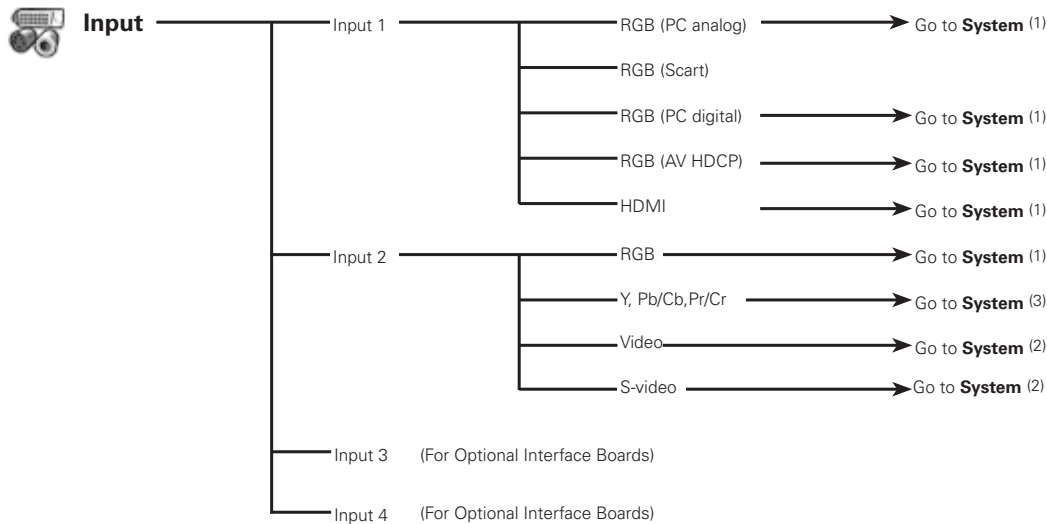 Input
Input 1
RGB (PC analog)
Go to System (1)
RGB (Scart)
RGB (PC digital)
Go to System (1)
RGB (AV HDCP)
Go to System (1)
HDMI
Go to System (1)
Input 2
RGB
Go to System (1)
Y, Pb/Cb,Pr/Cr
Go to System (3)
Video
Go to System (2)
S-video
Go to System (2)
Input 3
(For Optional Interface Boards)
Input 4
(For Optional Interface Boards)